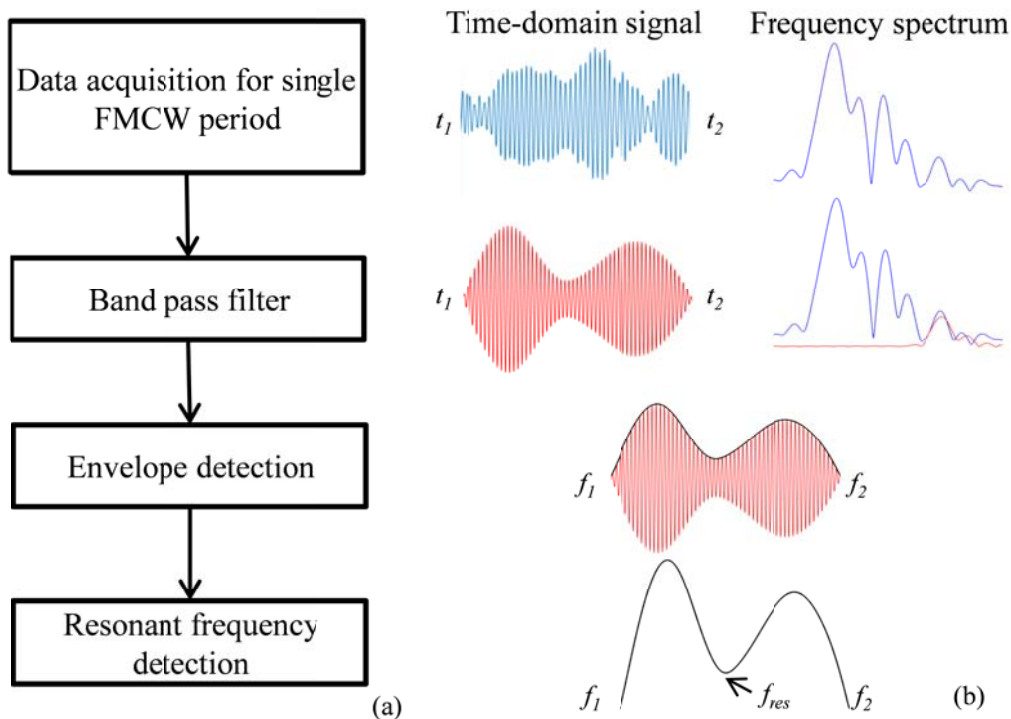 Data acquisition for single
FMCW period
Band pass filter
Envelope detection
Resonant frequency
detection
(a)
Time-domain signal
Frequency spectrum
t1
t2
t1
t2
f1
f2
f1
fres
f2
(b)